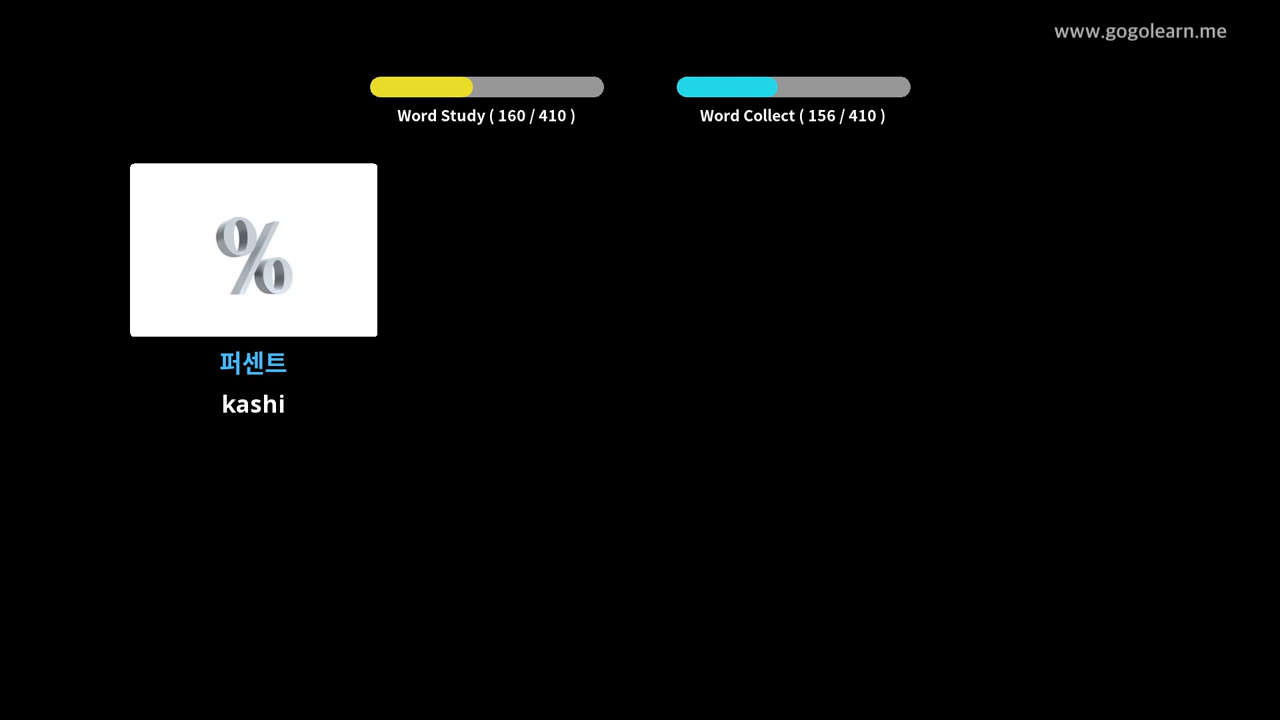 www.gogolearn.me
Word Study ( 160 / 410 )
Word Collect ( 156 / 410 )
%
퍼센트
kashi